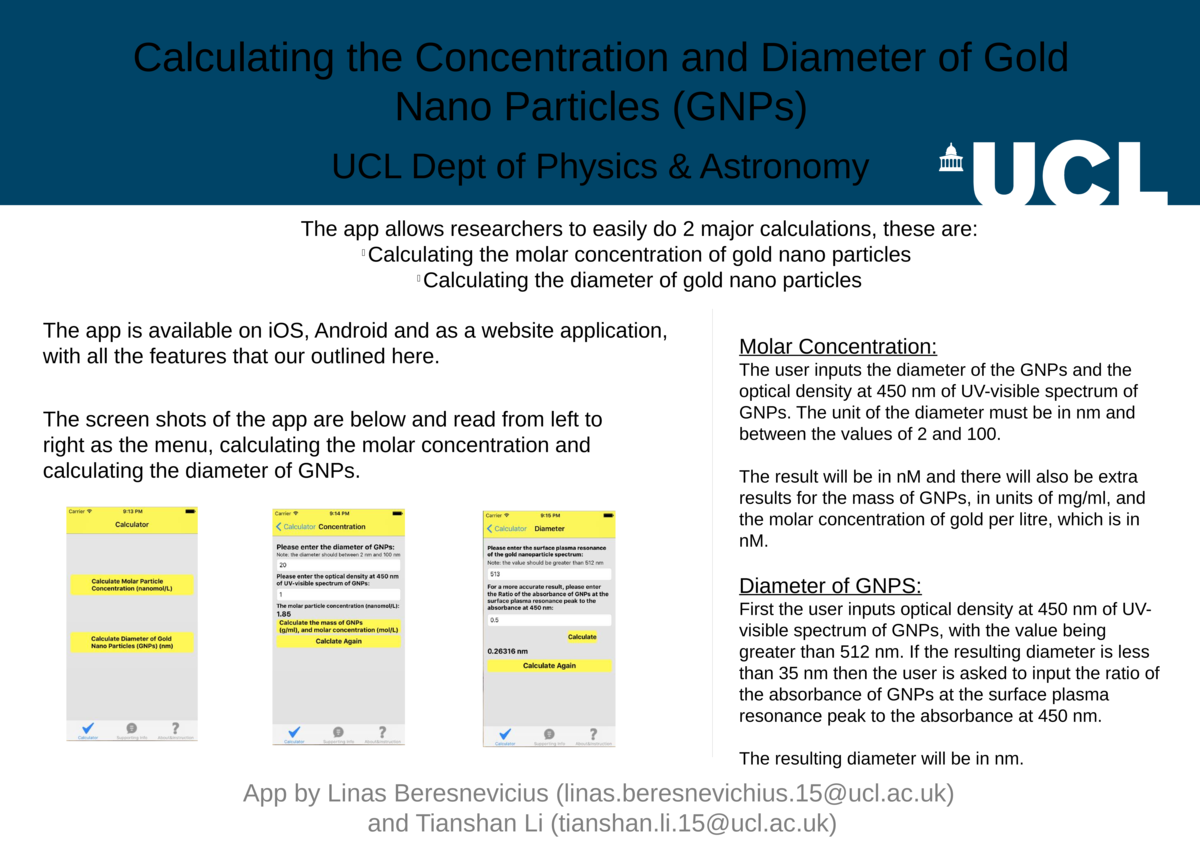 Calculating the Concentration and Diameter of Gold
Nano Particles (GNPs)
UCL Dept of Physics & Astronomy
UCL
The app allows researchers to easily do 2 major calculations, these are:
Calculating the molar concentration of gold nano particles
Calculating the diameter of gold nano particles
The app is available on iOS, Android and as a website application,
with all the features that our outlined here.
The screen shots of the app are below and read from left to
right as the menu, calculating the molar concentration and
calculating the diameter of GNPs.
Carrier 9:13 PM
Calculator
Calculate Molar Particle
Concentration (nanomol/L)
Calculate Diameter of Gold
Nano Particles (GNPs) (nm)
Calculator Supporting Info About&Instruction
Carrier 9:14 PM
Calculator Concentration
Please enter the diameter of GNPs:
Note: the diameter should between 2 nm and 100 nm
20
Please enter the optical density at 450 nm
of UV-visible spectrum of GNPs:
1
The molar particle concentration (nanomol/L):
1.85
Calculate the mass of GNPs
(g/ml), and molar concentration (mol/L)
Calclate Again
Calculator Supporting Info About&Instruction
Carrier 9:15 PM
Calculator Diameter
Please enter the surface plasma resonance
of the gold nanoparticle spectrum:
Note: the value should be greater than 512 nm
513
For a more accurate result, please enter
the Ratio of the absorbance of GNPs at the
surface plasma resonance peak to the
absorbance at 450 nm:
0.5
Calculate
0.26316 nm
Calculate Again
Calculator Supporting Info About&Instruction
Molar Concentration:
The user inputs the diameter of the GNPs and the
optical density at 450 nm of UV-visible spectrum of
GNPs. The unit of the diameter must be in nm and
between the values of 2 and 100.
The result will be in nM and there will also be extra
results for the mass of GNPs, in units of mg/ml, and
the molar concentration of gold per litre, which is in
nM.
Diameter of GNPS:
First the user inputs optical density at 450 nm of UV-
visible spectrum of GNPs, with the value being
greater than 512 nm. If the resulting diameter is less
than 35 nm then the user is asked to input the ratio of
the absorbance of GNPs at the surface plasma
resonance peak to the absorbance at 450 nm.
The resulting diameter will be in nm.
App by Linas Beresnevicius (linas.beresnevichius.15@ucl.ac.uk)
and Tianshan Li (tianshan.li.15@ucl.ac.uk)